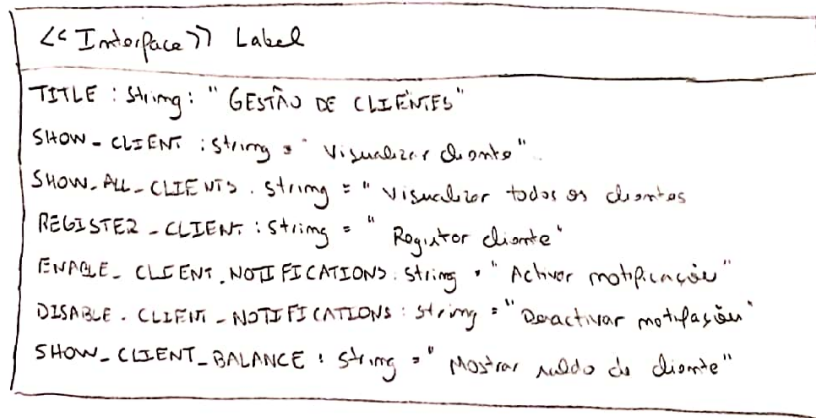 <<Interface>> Label
TITLE : String : "GESTÃO DE CLIENTES"
SHOW_CLIENT : String = "Visualizar cliente"
SHOW_ALL_CLIENTS : String = "Visualizar todos os clientes
REGISTER_CLIENT : String = "Registar cliente"
ENABLE_CLIENT_NOTIFICATIONS : String = "Activar notificações"
DISABLE_CLIENT_NOTIFICATIONS : String = "Desactivar notificações"
SHOW_CLIENT_BALANCE : String = "Mostrar saldo do cliente"